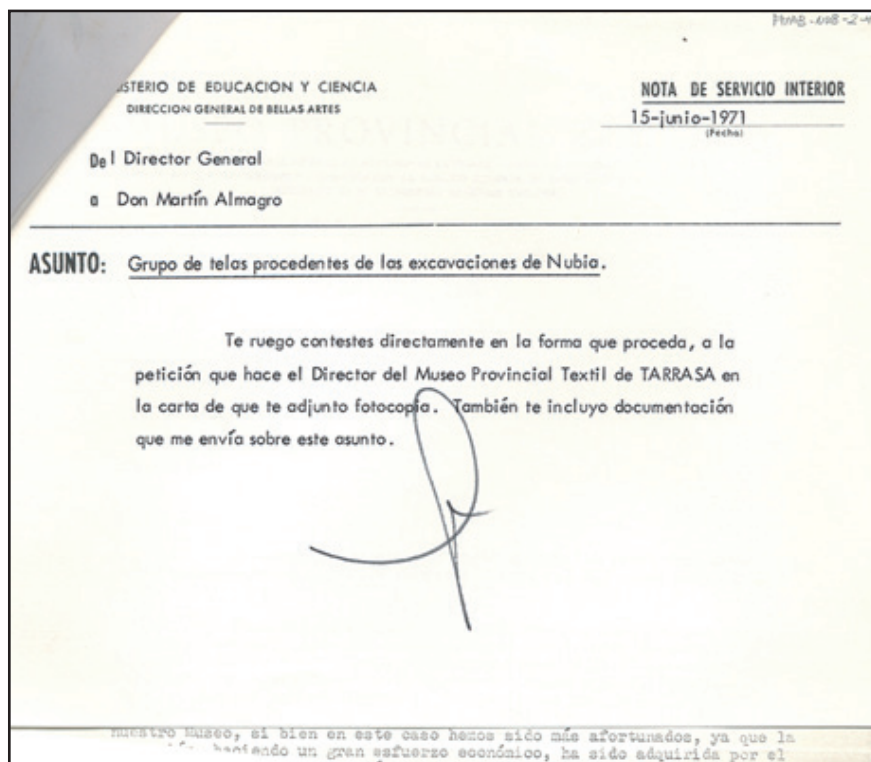 STERIO DE EDUCACION Y CIENCIA
DIRECCION GENERAL DE BELLAS ARTES
NOTA DE SERVICIO INTERIOR
15-junio-1971
(Fecha)
Del Director General
a Don Martín Almagro
ASUNTO: Grupo de telas procedentes de las excavaciones de Nubia.
Te ruego contestes directamente en la forma que proceda, a la
petición que hace el Director del Museo Provincial Textil de TARRASA en
la carta de que te adjunto fotocopia. También te incluyo documentación
que me envía sobre este asunto.
nuestro Museo, si bien en este caso hemos sido más afortunados, ya que la
haciendo un gran esfuerzo económico, ha sido adquirida por el